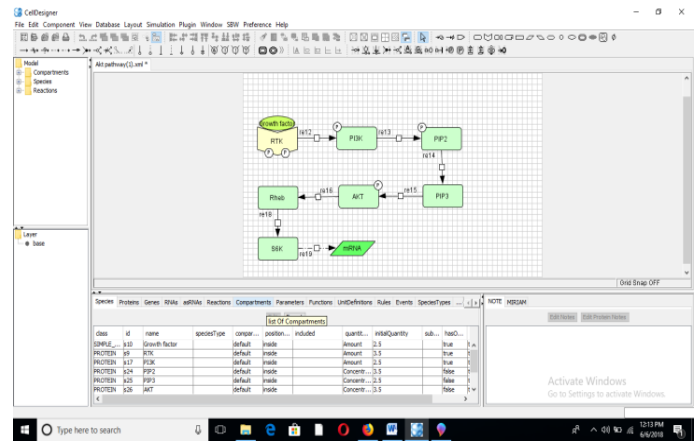 CellDesigner
File Edit Component View Database Layout Simulation Plugin Window SBW Preference Help
Model
Compartments
Species
Reactions
Akt pathway(1).xml *
Growth factor
RTK
re12
P
PI3K
re13
P
PIP2
re14
Rheb
re16
P
AKT
re15
PIP3
P P
re18
S6K
re19
mRNA
Layer
base
Grid Snap OFF
Species Proteins Genes RNAs asRNAs Reactions Compartments Parameters Functions UnitDefinitions Rules Events SpeciesTypes ...
NOTE MIRIAM
list Of Compartments
Edit Notes Edit Protein Notes
class id name speciesType compar... position... included quantit... initialQuantity sub... hasO...
SIMPLE_... s10 Growth factor default inside Amount 2.5 true
PROTEIN s9 RTK default inside Amount 3.5 true
PROTEIN s17 PI3K default inside Amount 2.5 true
PROTEIN s24 PIP2 default inside Concentr... 3.5 false
PROTEIN s25 PIP3 default inside Concentr... 2.5 false
PROTEIN s26 AKT default inside Concentr... 3.5 false
Activate Windows
Go to Settings to activate Windows.
Type here to search
12:13 PM
6/6/2018